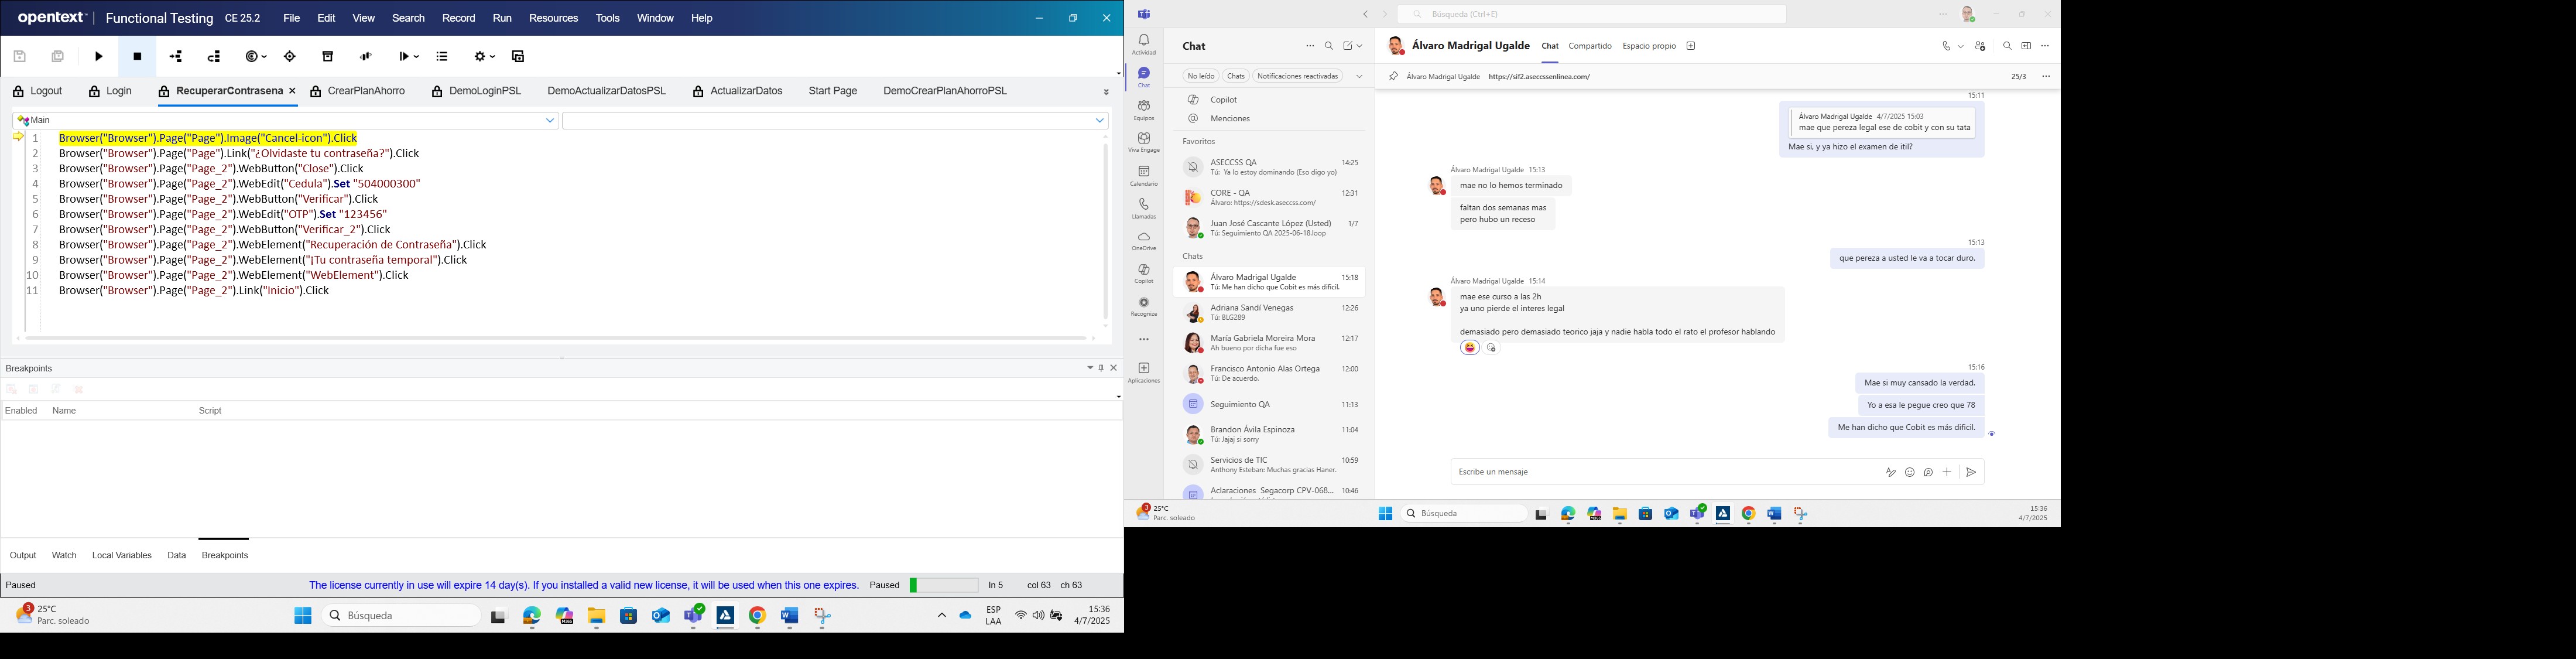 opentext | Functional Testing CE 25.2 File Edit View Search Record Run Resources Tools Window Help
Logout Login RecuperarContrasena CrearPlanAhorro DemoLoginPSL DemoActualizarDatosPSL ActualizarDatos Start Page DemoCrearPlanAhorroPSL
Main
1 Browser("Browser").Page("Page").Image("Cancel-icon").Click
2 Browser("Browser").Page("Page").Link("¿Olvidaste tu contraseña?").Click
3 Browser("Browser").Page("Page_2").WebButton("Close").Click
4 Browser("Browser").Page("Page_2").WebEdit("Cedula").Set "504000300"
5 Browser("Browser").Page("Page_2").WebButton("Verificar").Click
6 Browser("Browser").Page("Page_2").WebEdit("OTP").Set "123456"
7 Browser("Browser").Page("Page_2").WebButton("Verificar_2").Click
8 Browser("Browser").Page("Page_2").WebElement("Recuperación de Contraseña").Click
9 Browser("Browser").Page("Page_2").WebElement("¡Tu contraseña temporal").Click
10 Browser("Browser").Page("Page_2").WebElement("WebElement").Click
11 Browser("Browser").Page("Page_2").Link("Inicio").Click
Breakpoints
Enabled Name Script
Output Watch Local Variables Data Breakpoints
Paused The license currently in use will expire 14 day(s). If you installed a valid new license, it will be used when this one expires. Paused ln 5 col 63 ch 63
3 25°C
Parc. soleado
Búsqueda
ESP
LAA
15:36
4/7/2025
Búsqueda (Ctrl+E)
Actividad
Chat
Equipos
Viva Engage
Calendario
Llamadas
OneDrive
Copilot
Recognize
Aplicaciones
Chat
No leído Chats Notificaciones reactivadas
Copilot
Menciones
Favoritos
ASECCSS QA 14:25
Tú: Ya lo estoy dominando (Eso digo yo)
CORE - QA 12:31
Álvaro: https://sdesk.aseccss.com/
Juan José Cascante López (Usted) 1/7
Tú: Seguimiento QA 2025-06-18.loop
Chats
Álvaro Madrigal Ugalde 15:18
Tú: Me han dicho que Cobit es más dificil.
Adriana Sandí Venegas 12:26
Tú: BLG289
María Gabriela Moreira Mora 12:17
Ah bueno por dicha fue eso
Francisco Antonio Alas Ortega 12:00
Tú: De acuerdo.
Seguimiento QA 11:13
Brandon Ávila Espinoza 11:04
Tú: Jajaj si sorry
Servicios de TIC 10:59
Anthony Esteban: Muchas gracias Haner.
Aclaraciones Segacorp CPV-068... 10:46
Álvaro Madrigal Ugalde Chat Compartido Espacio propio
Álvaro Madrigal Ugalde https://sif2.aseccssenlinea.com/ 25/3
15:11
Álvaro Madrigal Ugalde 4/7/2025 15:03
mae que pereza legal ese de cobit y con su tata
Mae si, y ya hizo el examen de itil?
Álvaro Madrigal Ugalde 15:13
mae no lo hemos terminado
faltan dos semanas mas
pero hubo un receso
15:13
que pereza a usted le va a tocar duro.
Álvaro Madrigal Ugalde 15:14
mae ese curso a las 2h
ya uno pierde el interes legal
demasiado pero demasiado teorico jaja y nadie habla todo el rato el profesor hablando
15:16
Mae si muy cansado la verdad.
Yo a esa le pegue creo que 78
Me han dicho que Cobit es más dificil.
Escribe un mensaje
3 25°C
Parc. soleado
Búsqueda
15:36
4/7/2025